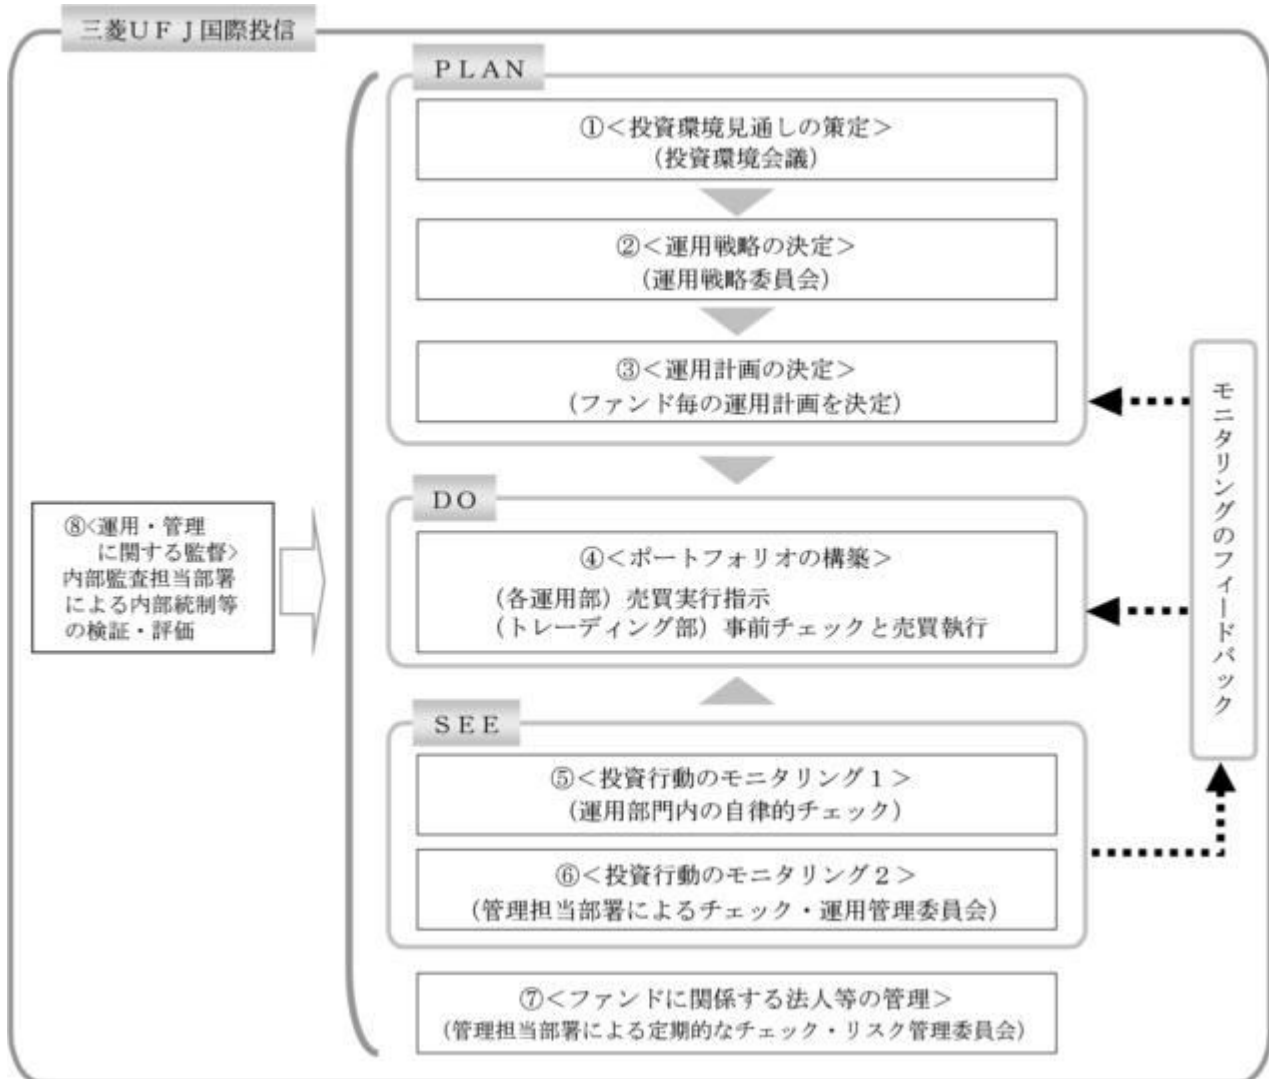 三菱ＵＦＪ国際投信
ＰＬＡＮ
①＜投資環境見通しの策定＞
（投資環境会議）
②＜運用戦略の決定＞
（運用戦略委員会）
③＜運用計画の決定＞
（ファンド毎の運用計画を決定）
ＤＯ
④＜ポートフォリオの構築＞
（各運用部）売買実行指示
（トレーディング部）事前チェックと売買執行
ＳＥＥ
⑤＜投資行動のモニタリング１＞
（運用部門内の自律的チェック）
⑥＜投資行動のモニタリング２＞
（管理担当部署によるチェック・運用管理委員会）
⑦＜ファンドに関係する法人等の管理＞
（管理担当部署による定期的なチェック・リスク管理委員会）
⑧<運用・管理
に関する監督>
内部監査担当部署
による内部統制等
の検証・評価
モニタリングのフィードバック